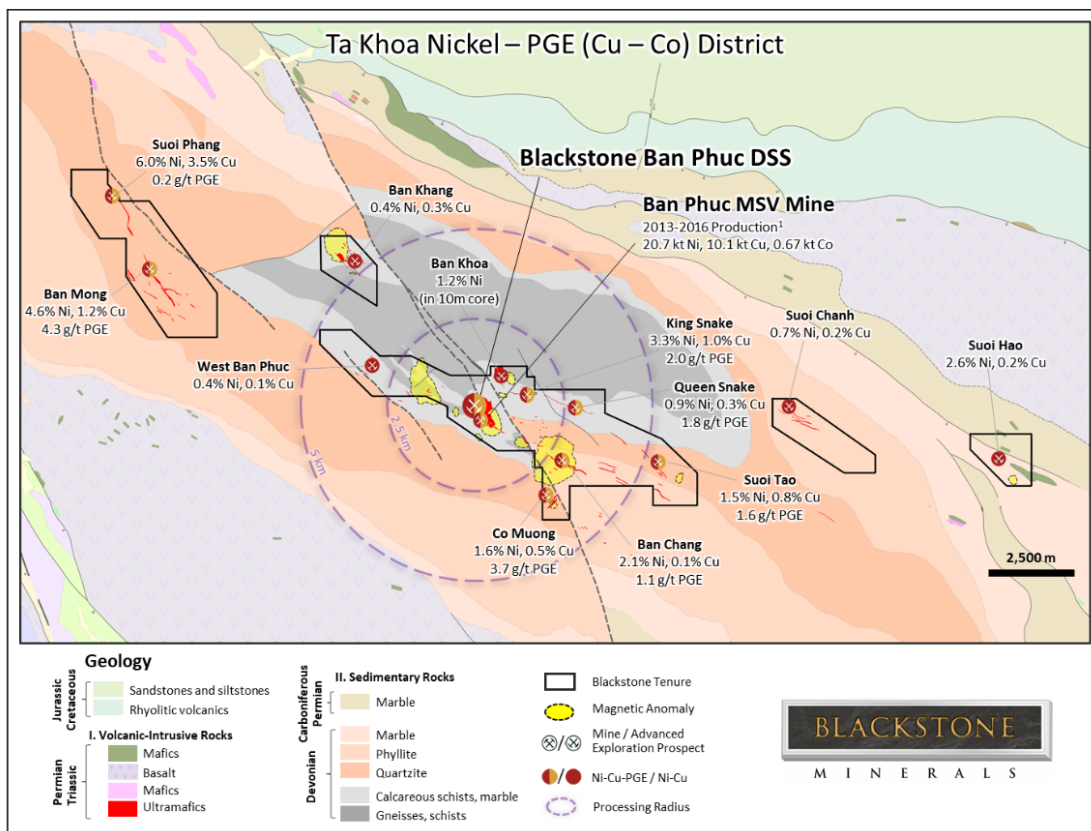 Ta Khoa Nickel – PGE (Cu – Co) District
Suoi Phang
6.0% Ni, 3.5% Cu
0.2 g/t PGE
Blackstone Ban Phuc DSS
Ban Khang
0.4% Ni, 0.3% Cu
Ban Phuc MSV Mine
2013-2016 Production¹
20.7 kt Ni, 10.1 kt Cu, 0.67 kt Co
Ban Khoa
1.2% Ni
(in 10m core)
Ban Mong
4.6% Ni, 1.2% Cu
4.3 g/t PGE
King Snake
3.3% Ni, 1.0% Cu
2.0 g/t PGE
Suoi Chanh
0.7% Ni, 0.2% Cu
Suoi Hao
2.6% Ni, 0.2% Cu
West Ban Phuc
0.4% Ni, 0.1% Cu
Queen Snake
0.9% Ni, 0.3% Cu
1.8 g/t PGE
2.5 km
5 km
Suoi Tao
1.5% Ni, 0.8% Cu
1.6 g/t PGE
Co Muong
1.6% Ni, 0.5% Cu
3.7 g/t PGE
Ban Chang
2.1% Ni, 0.1% Cu
1.1 g/t PGE
2,500 m
Geology
Jurassic
Cretaceous
Sandstones and siltstones
Rhyolitic volcanics
I. Volcanic-Intrusive Rocks
Permian
Triassic
Mafics
Basalt
Mafics
Ultramafics
II. Sedimentary Rocks
Carboniferous
Permian
Marble
Devonian
Marble
Phyllite
Quartzite
Calcareous schists, marble
Gneisses, schists
Blackstone Tenure
Magnetic Anomaly
Mine / Advanced
Exploration Prospect
Ni-Cu-PGE / Ni-Cu
Processing Radius
BLACKSTONE
MINERALS